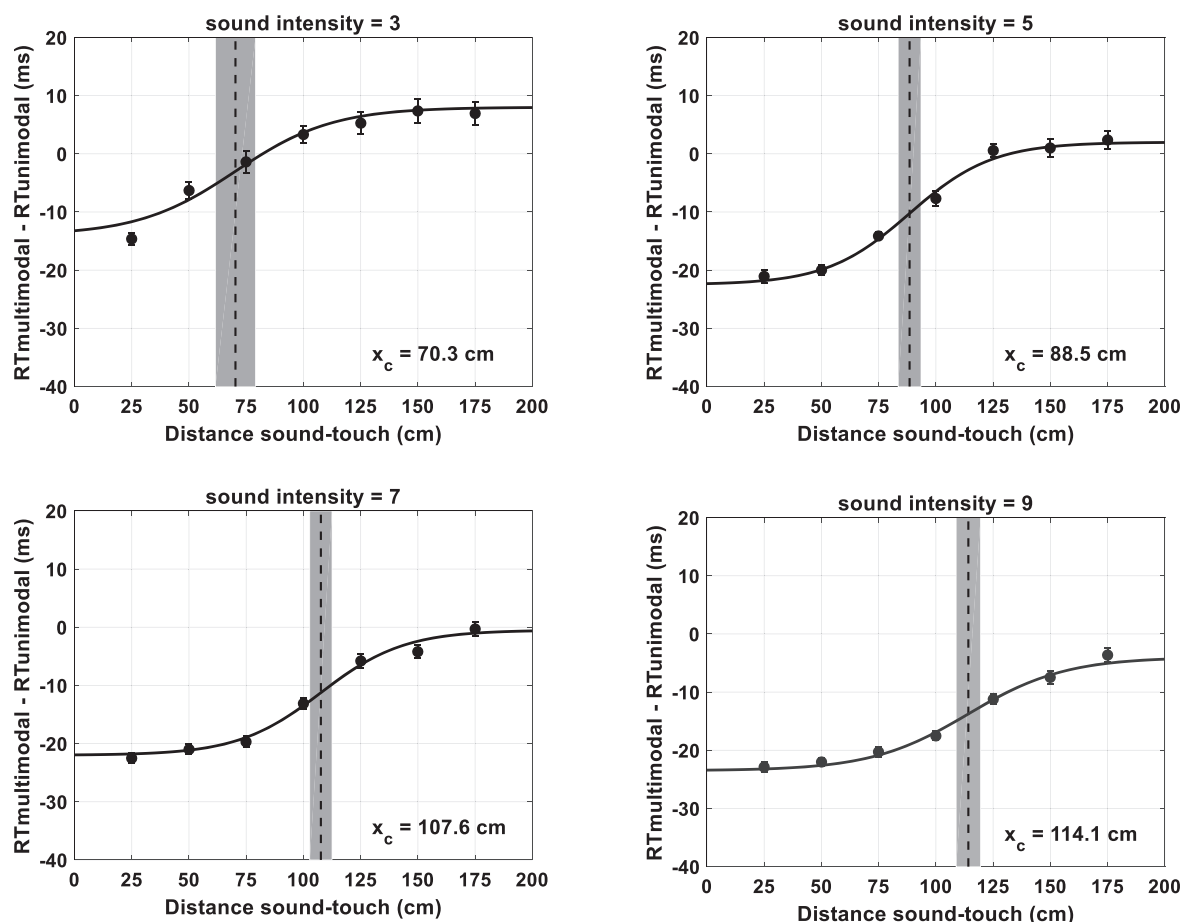 sound intensity = 3
RTmultimodal - RTunimodal (ms)
20
10
0
-10
-20
-30
-40
x_c = 70.3 cm
0 25 50 75 100 125 150 175 200
Distance sound-touch (cm)
sound intensity = 5
RTmultimodal - RTunimodal (ms)
20
10
0
-10
-20
-30
-40
x_c = 88.5 cm
0 25 50 75 100 125 150 175 200
Distance sound-touch (cm)
sound intensity = 7
RTmultimodal - RTunimodal (ms)
20
10
0
-10
-20
-30
-40
x_c = 107.6 cm
0 25 50 75 100 125 150 175 200
Distance sound-touch (cm)
sound intensity = 9
RTmultimodal - RTunimodal (ms)
20
10
0
-10
-20
-30
-40
x_c = 114.1 cm
0 25 50 75 100 125 150 175 200
Distance sound-touch (cm)